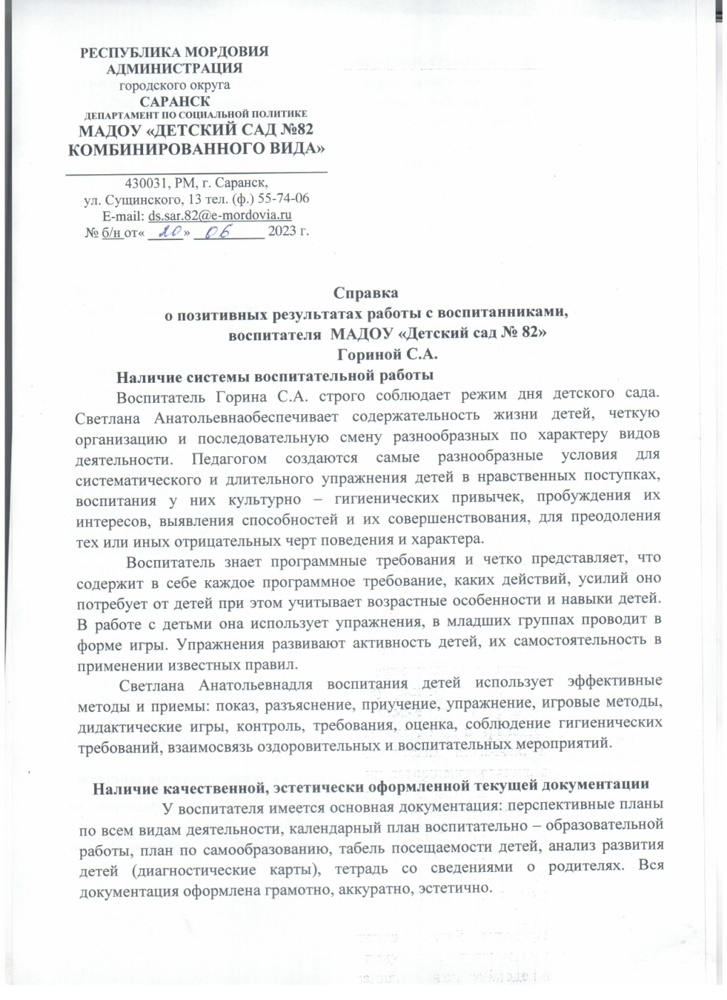 РЕСПУБЛИКА МОРДОВИЯ
АДМИНИСТРАЦИЯ
городского округа
САРАНСК
ДЕПАРТАМЕНТ ПО СОЦИАЛЬНОЙ ПОЛИТИКЕ
МАДОУ «ДЕТСКИЙ САД №82
КОМБИНИРОВАННОГО ВИДА»
430031, РМ, г. Саранск,
ул. Сущинского, 13 тел. (ф.) 55-74-06
E-mail: ds.sar.82@e-mordovia.ru
№ б/н от« 20 » 06 2023 г.
Справка
о позитивных результатах работы с воспитанниками,
воспитателя МАДОУ «Детский сад № 82»
Гориной С.А.
Наличие системы воспитательной работы
Воспитатель Горина С.А. строго соблюдает режим дня детского сада.
Светлана Анатольевнаобеспечивает содержательность жизни детей, четкую
организацию и последовательную смену разнообразных по характеру видов
деятельности. Педагогом создаются самые разнообразные условия для
систематического и длительного упражнения детей в нравственных поступках,
воспитания у них культурно – гигиенических привычек, пробуждения их
интересов, выявления способностей и их совершенствования, для преодоления
тех или иных отрицательных черт поведения и характера.
Воспитатель знает программные требования и четко представляет, что
содержит в себе каждое программное требование, каких действий, усилий оно
потребует от детей при этом учитывает возрастные особенности и навыки детей.
В работе с детьми она использует упражнения, в младших группах проводит в
форме игры. Упражнения развивают активность детей, их самостоятельность в
применении известных правил.
Светлана Анатольевнадля воспитания детей использует эффективные
методы и приемы: показ, разъяснение, приучение, упражнение, игровые методы,
дидактические игры, контроль, требования, оценка, соблюдение гигиенических
требований, взаимосвязь оздоровительных и воспитательных мероприятий.
Наличие качественной, эстетически оформленной текущей документации
У воспитателя имеется основная документация: перспективные планы
по всем видам деятельности, календарный план воспитательно – образовательной
работы, план по самообразованию, табель посещаемости детей, анализ развития
детей (диагностические карты), тетрадь со сведениями о родителях. Вся
документация оформлена грамотно, аккуратно, эстетично.